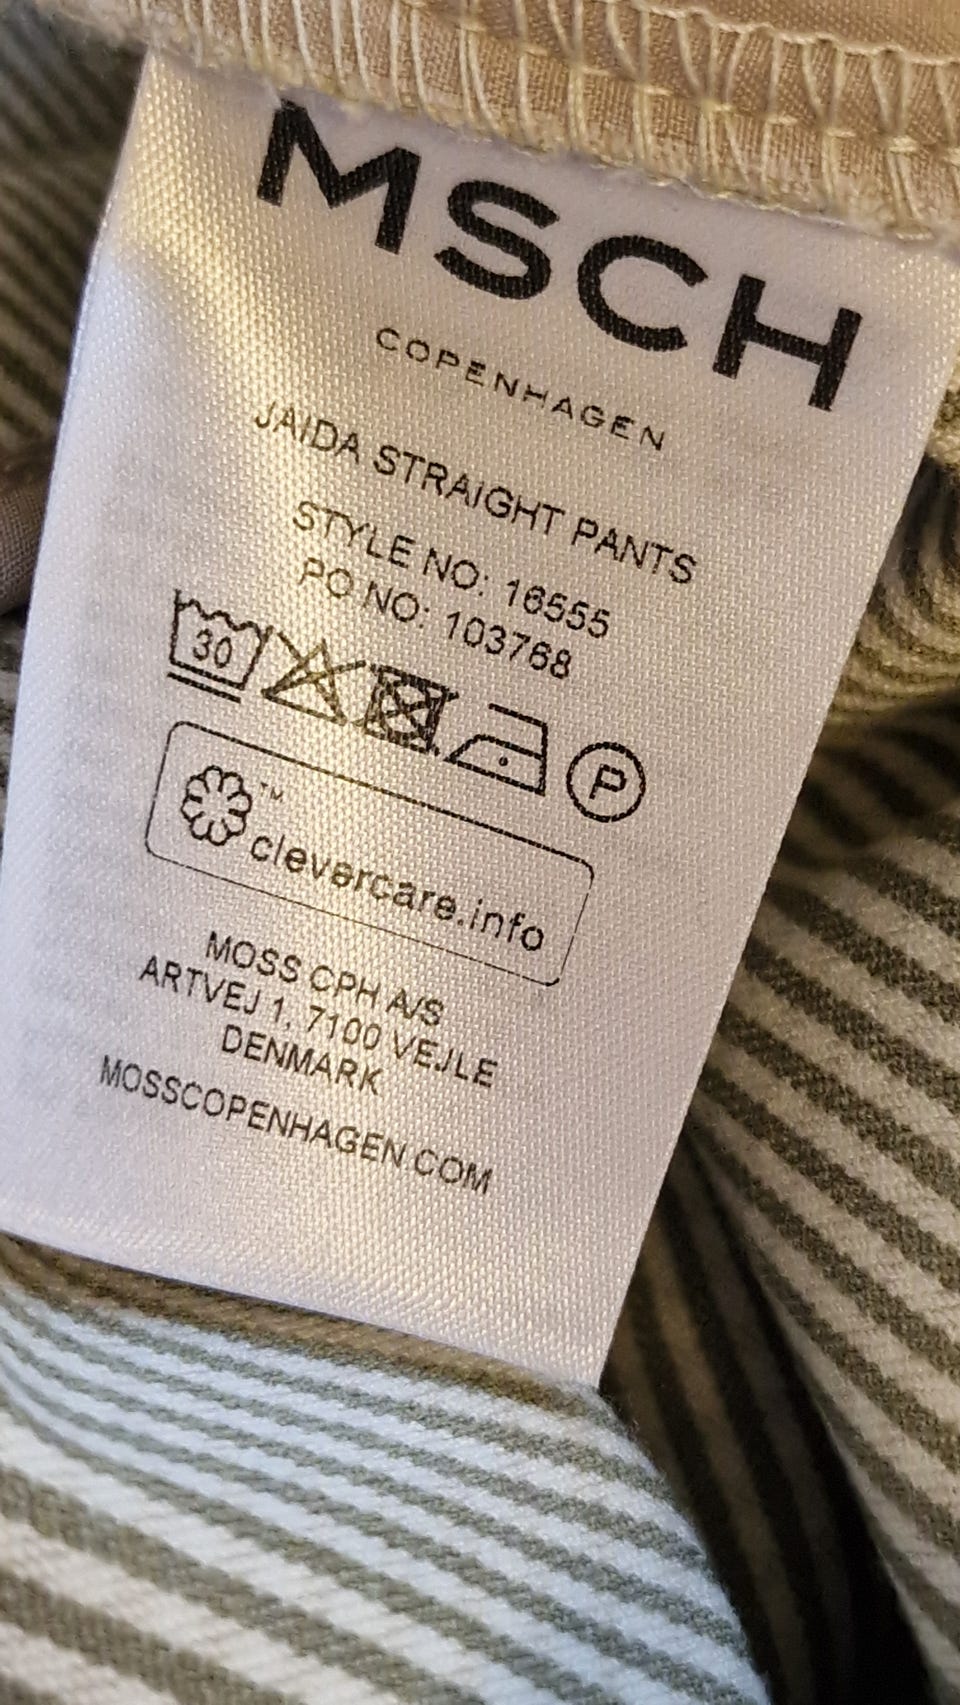 MSCH
COPENHAGEN
JAIDA STRAIGHT PANTS
STYLE NO: 16555
PO NO: 103768
30
P
™
clevercare.info
MOSS CPH A/S
ARTVEJ 1, 7100 VEJLE
DENMARK
MOSSCOPENHAGEN.COM